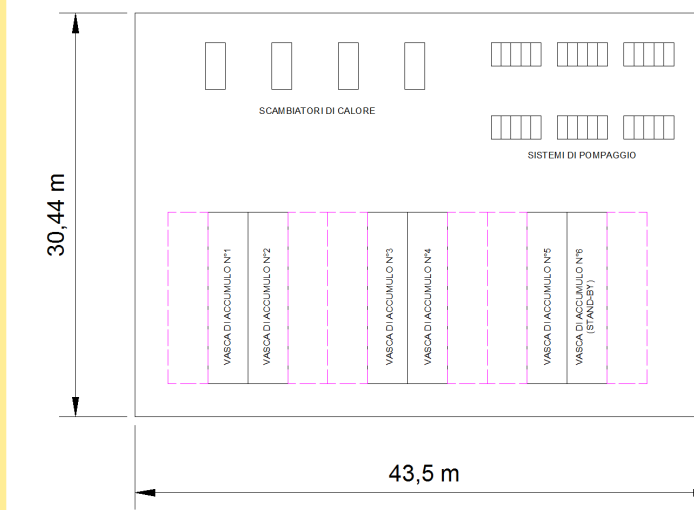 SCAMBIATORI DI CALORE
SISTEMI DI POMPAGGIO
30,44 m
VASCA DI ACCUMULO N°1
VASCA DI ACCUMULO N°2
VASCA DI ACCUMULO N°3
VASCA DI ACCUMULO N°4
VASCA DI ACCUMULO N°5
VASCA DI ACCUMULO N°6
(STAND-BY)
43,5 m